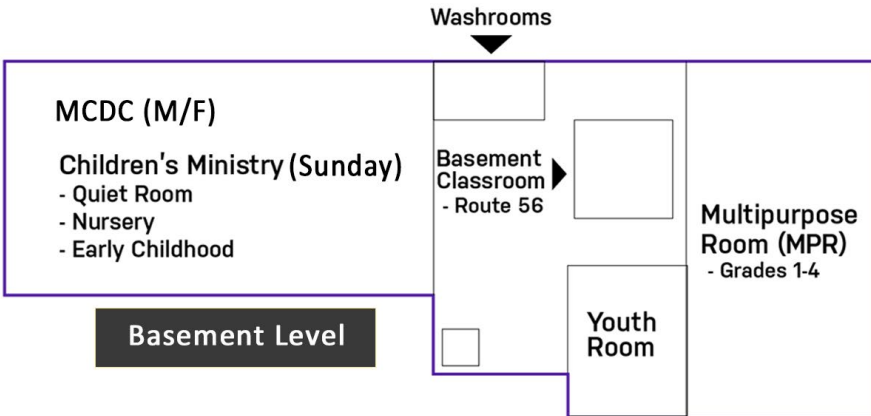 Washrooms
MCDC (M/F)
Children's Ministry (Sunday)
- Quiet Room
- Nursery
- Early Childhood
Basement
Classroom
- Route 56
Multipurpose
Room (MPR)
- Grades 1-4
Youth
Room
Basement Level